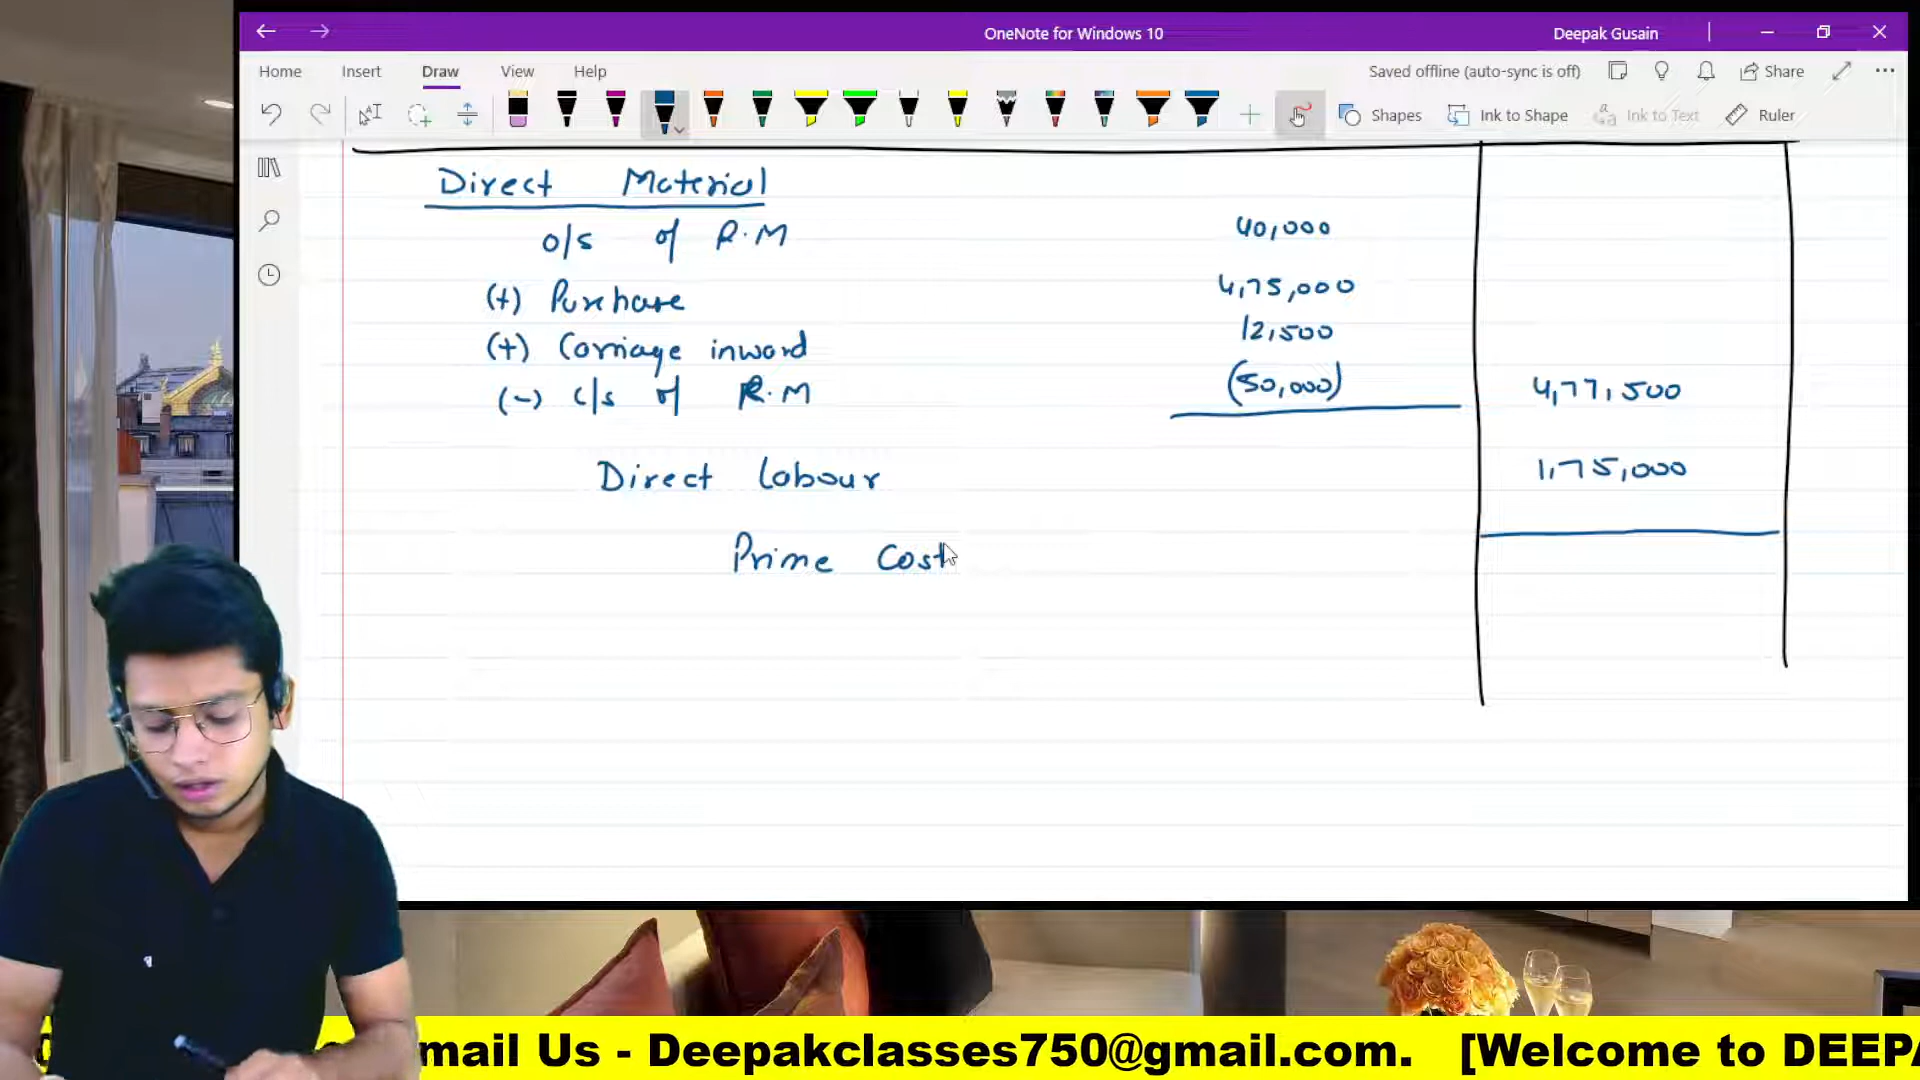 OneNote for Windows 10
Deepak Gusain
Home Insert Draw View Help
Saved offline (auto-sync is off)
Share
Shapes Ink to Shape Ink to Text Ruler
Direct Material
o/s of R.M 40,000
(+) Purchase 4,75,000
(+) Carriage inward 12,500
(-) c/s of R.M (50,000) 4,77,500
Direct labour 1,75,000
Prime Cost
mail Us - Deepakclasses750@gmail.com. [Welcome to DEEPA